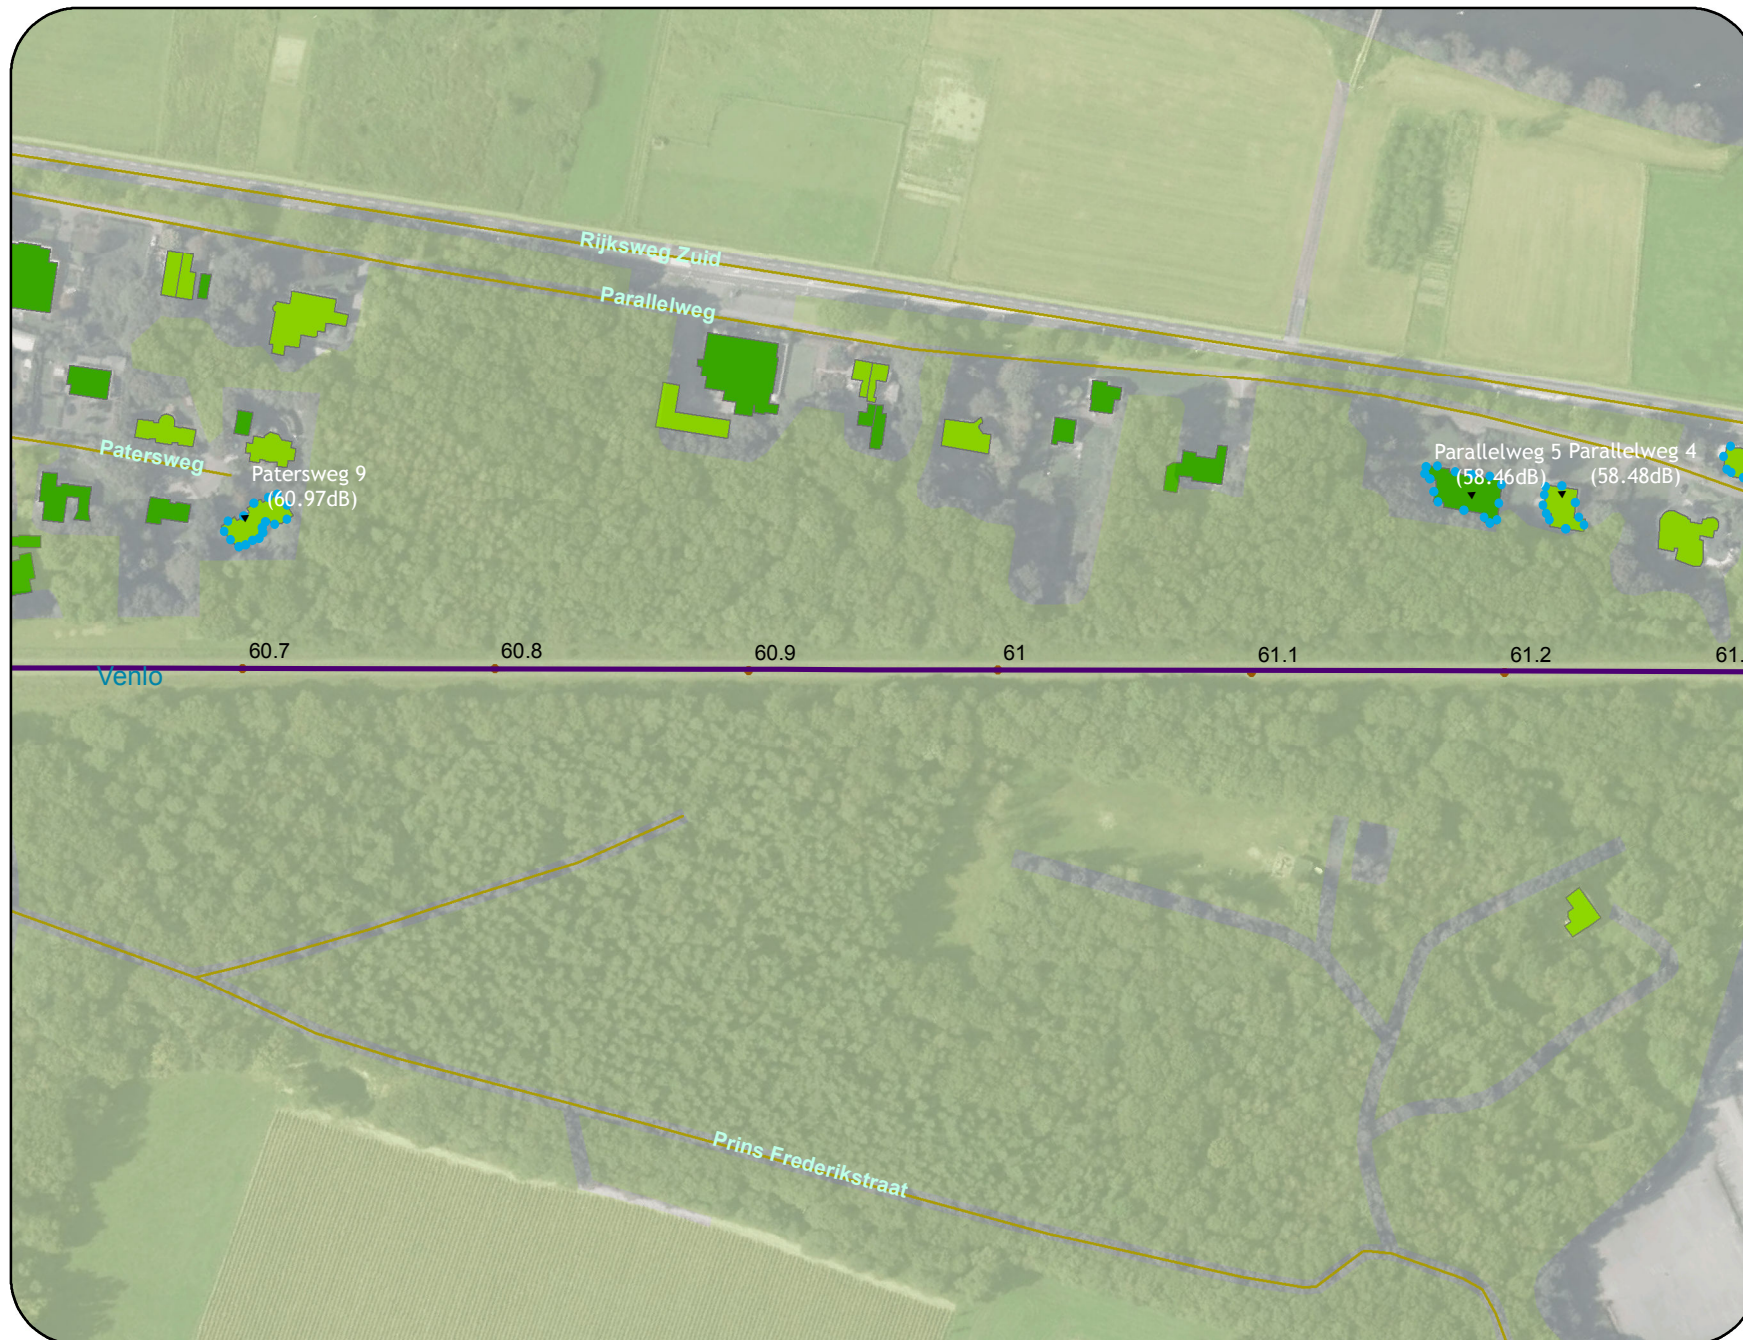 Rijksweg Zuid
Parallelweg
Patersweg
Patersweg 9
(60.97dB)
Parallelweg 5
(58.46dB)
Parallelweg 4
(58.48dB)
60.7
60.8
60.9
61
61.1
61.2
61.
Venlo
Prins Frederikstraat